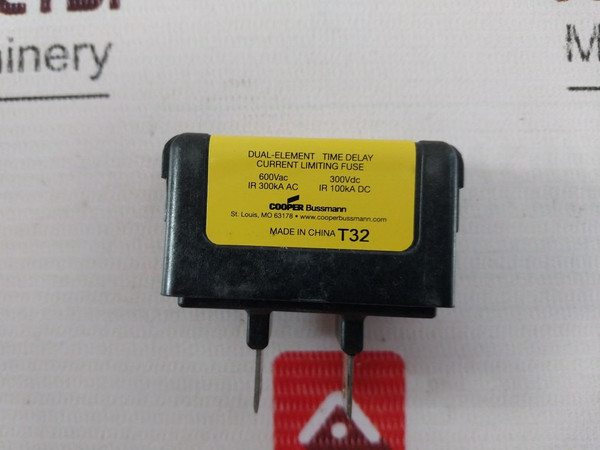 hinery
M
DUAL-ELEMENT TIME DELAY
CURRENT LIMITING FUSE
600Vac 300Vdc
IR 300kA AC IR 100kA DC
COOPER Bussmann
St. Louis, MO 63178 • www.cooperbussmann.com
MADE IN CHINA T32